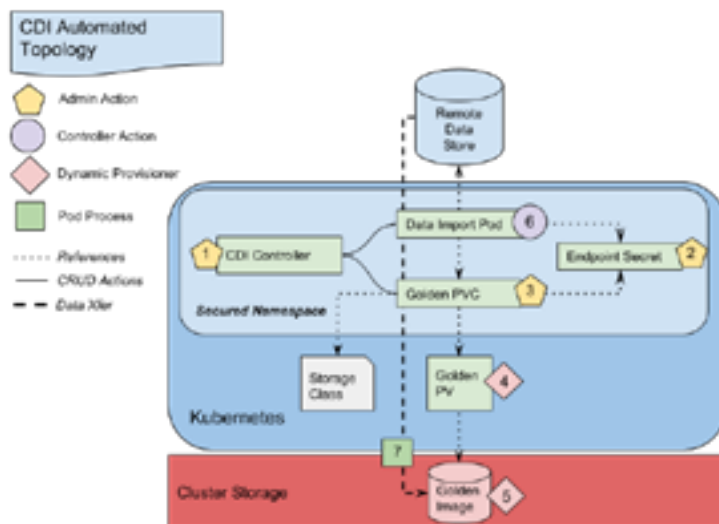 CDI Automated
Topology
Admin Action
Controller Action
Dynamic Provisioner
Pod Process
References
CRUD Actions
Data Xfer
Remote
Data
Store
Data Import Pod
6
1
CDI Controller
Endpoint Secret
2
Golden PVC
3
Secured Namespace
Storage
Class
Golden
PV
4
Kubernetes
7
Cluster Storage
Golden
Image
5